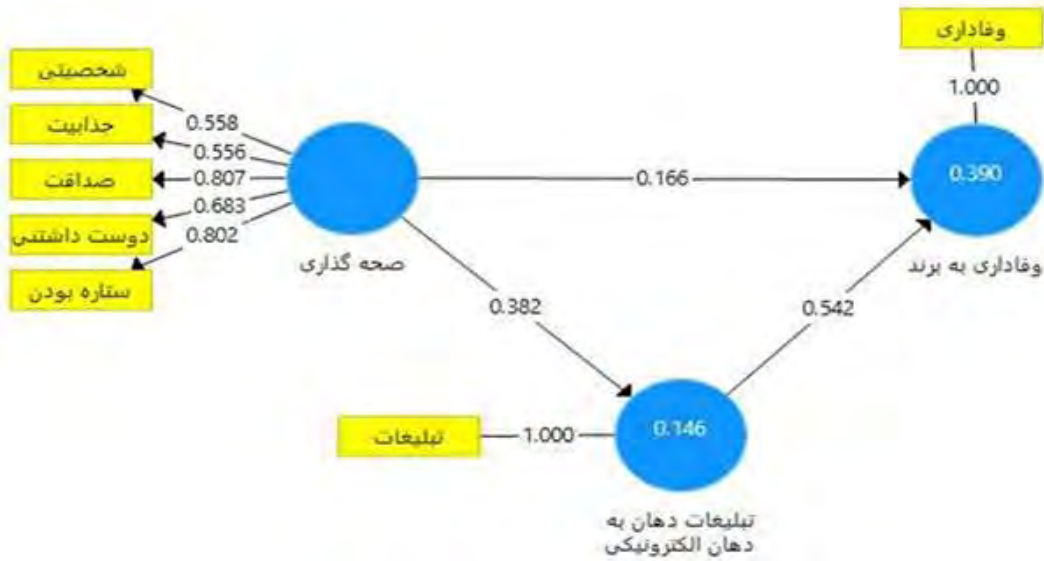 وفاداری
1.000
شخصیتی
0.558
جذابیت
0.556
صداقت
0.807
دوست داشتنی
0.683
ستاره بودن
0.802
صحه گذاری
0.166
0.390
وفاداری به برند
0.382
0.542
تبلیغات
1.000
0.146
تبلیغات دهان به
دهان الکترونیکی